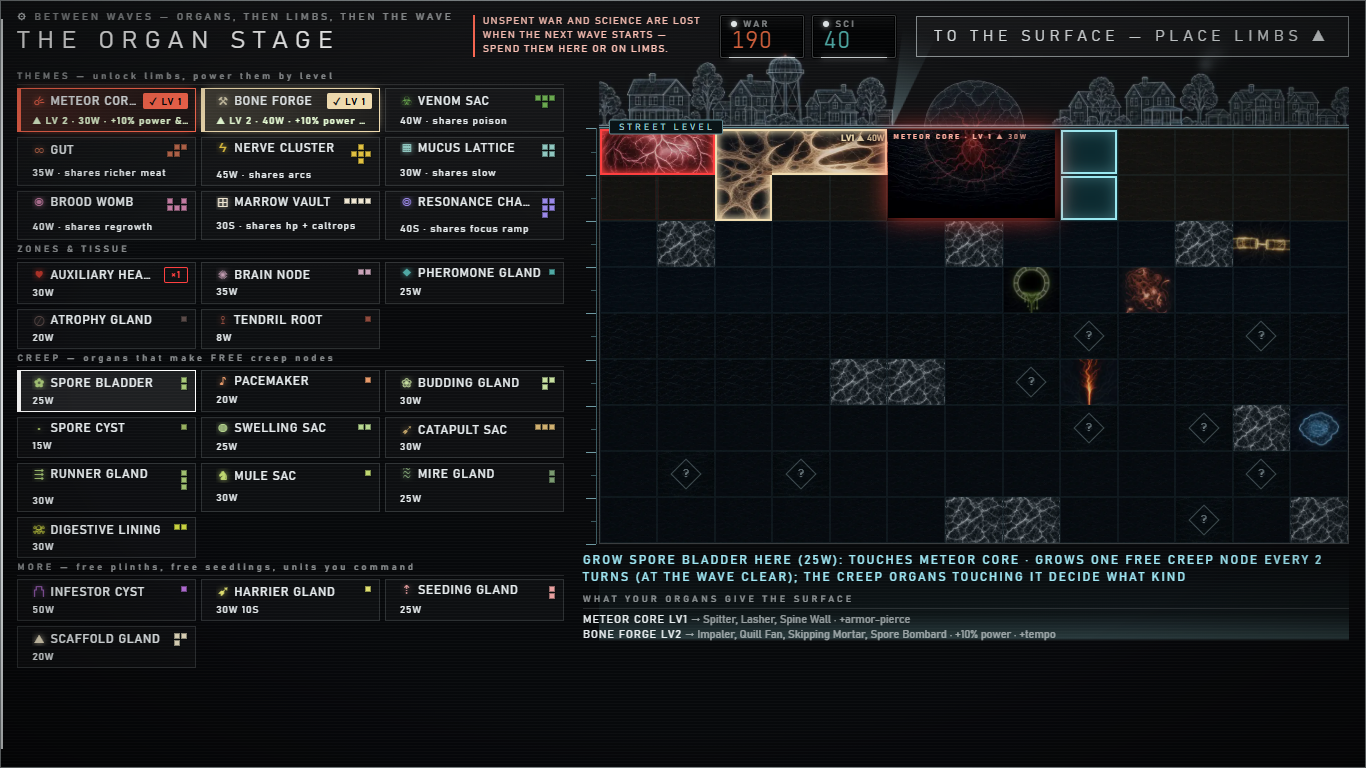 ⚙ BETWEEN WAVES — ORGANS, THEN LIMBS, THEN THE WAVE
THE ORGAN STAGE
UNSPENT WAR AND SCIENCE ARE LOST
WHEN THE NEXT WAVE STARTS —
SPEND THEM HERE OR ON LIMBS.
WAR
190
SCI
40
TO THE SURFACE — PLACE LIMBS ▲
THEMES — unlock limbs, power them by level
METEOR COR… ✓ LV 1
▲ LV 2 · 30W · +10% power &…
BONE FORGE ✓ LV 1
▲ LV 2 · 40W · +10% power …
VENOM SAC
40W · shares poison
GUT
35W · shares richer meat
NERVE CLUSTER
45W · shares arcs
MUCUS LATTICE
30W · shares slow
BROOD WOMB
40W · shares regrowth
MARROW VAULT
30S · shares hp + caltrops
RESONANCE CHA…
40S · shares focus ramp
ZONES & TISSUE
AUXILIARY HEA… ×1
30W
BRAIN NODE
35W
PHEROMONE GLAND
25W
ATROPHY GLAND
20W
TENDRIL ROOT
8W
CREEP — organs that make FREE creep nodes
SPORE BLADDER
25W
PACEMAKER
20W
BUDDING GLAND
30W
SPORE CYST
15W
SWELLING SAC
25W
CATAPULT SAC
30W
RUNNER GLAND
30W
MULE SAC
30W
MIRE GLAND
25W
DIGESTIVE LINING
30W
MORE — free plinths, free seedlings, units you command
INFESTOR CYST
50W
HARRIER GLAND
30W 10S
SEEDING GLAND
25W
SCAFFOLD GLAND
20W
STREET LEVEL
LV1 ▲ 40W
METEOR CORE · LV 1 ▲ 30W
? ?
?
? ?
? ? ?
?
GROW SPORE BLADDER HERE (25W): TOUCHES METEOR CORE · GROWS ONE FREE CREEP NODE EVERY 2
TURNS (AT THE WAVE CLEAR); THE CREEP ORGANS TOUCHING IT DECIDE WHAT KIND
WHAT YOUR ORGANS GIVE THE SURFACE
METEOR CORE LV1 → Spitter, Lasher, Spine Wall · +armor-pierce
BONE FORGE LV2 → Impaler, Quill Fan, Skipping Mortar, Spore Bombard · +10% power · +tempo